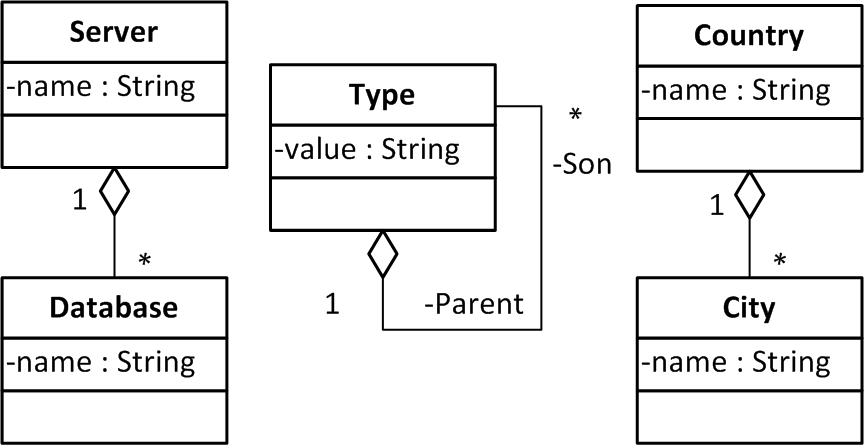 Server
-name : String
1
*
Database
-name : String
Type
-value : String
*
-Son
1
-Parent
Country
-name : String
1
*
City
-name : String